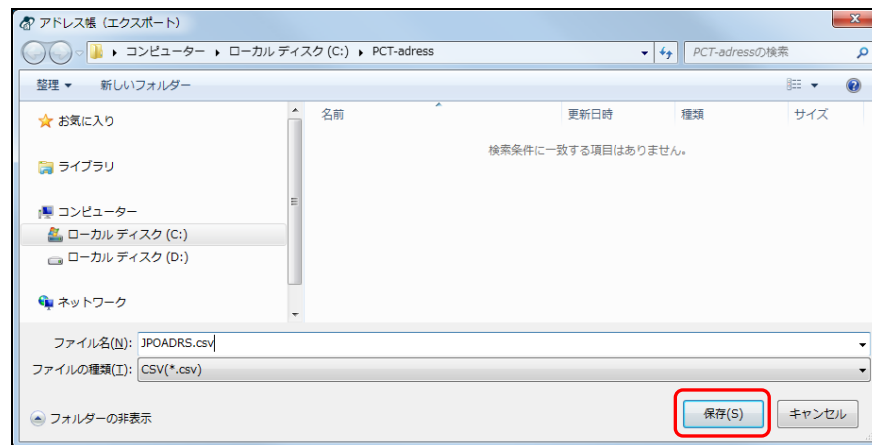 アドレス帳（エクスポート）
コンピューター ローカル ディスク (C:) PCT-adress
PCT-adressの検索
整理 新しいフォルダー
名前 更新日時 種類 サイズ
検索条件に一致する項目はありません。
お気に入り
ライブラリ
コンピューター
ローカル ディスク (C:)
ローカル ディスク (D:)
ネットワーク
ファイル名(N): JPOADRS.csv
ファイルの種類(T): CSV(*.csv)
フォルダーの非表示
保存(S) キャンセル